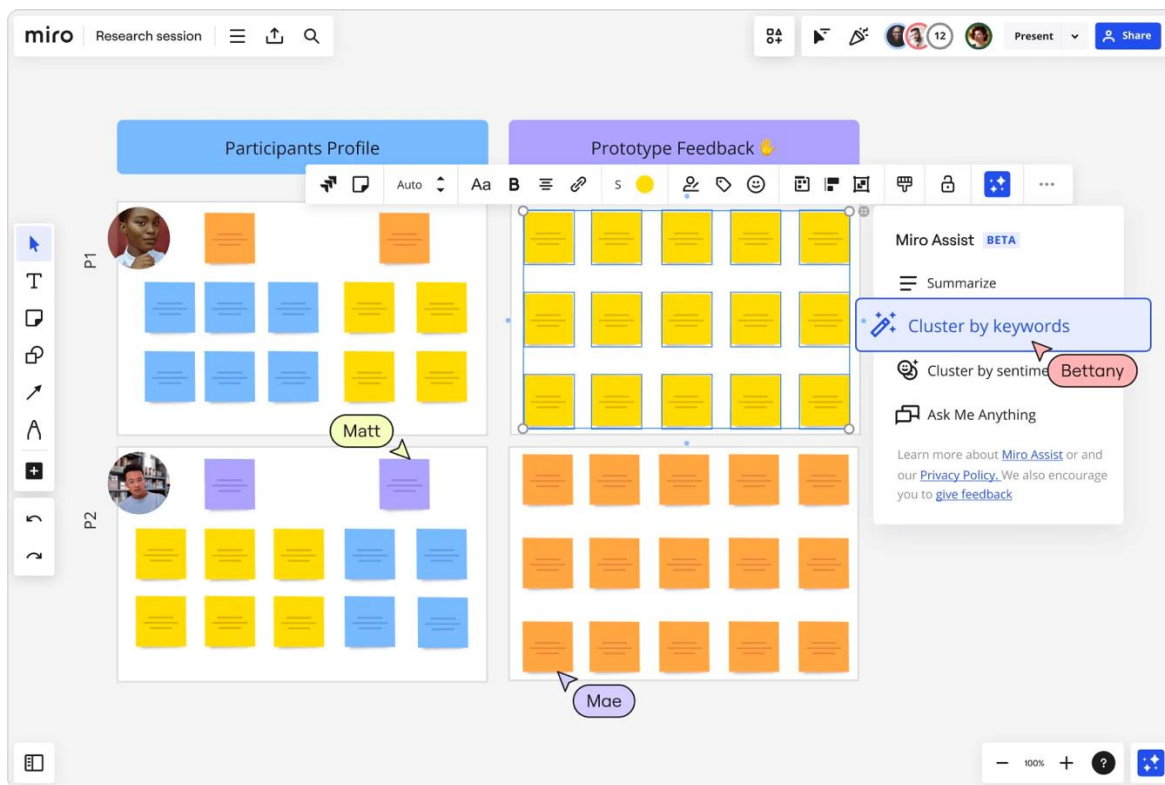 miro Research session 12 Present Share
Participants Profile
Prototype Feedback
Auto Aa B S
P1
Miro Assist BETA
Summarize
Cluster by keywords
Cluster by sentime
Bettany
Ask Me Anything
Learn more about Miro Assist or and
our Privacy Policy. We also encourage
you to give feedback
Matt
P2
Mae
100% ?